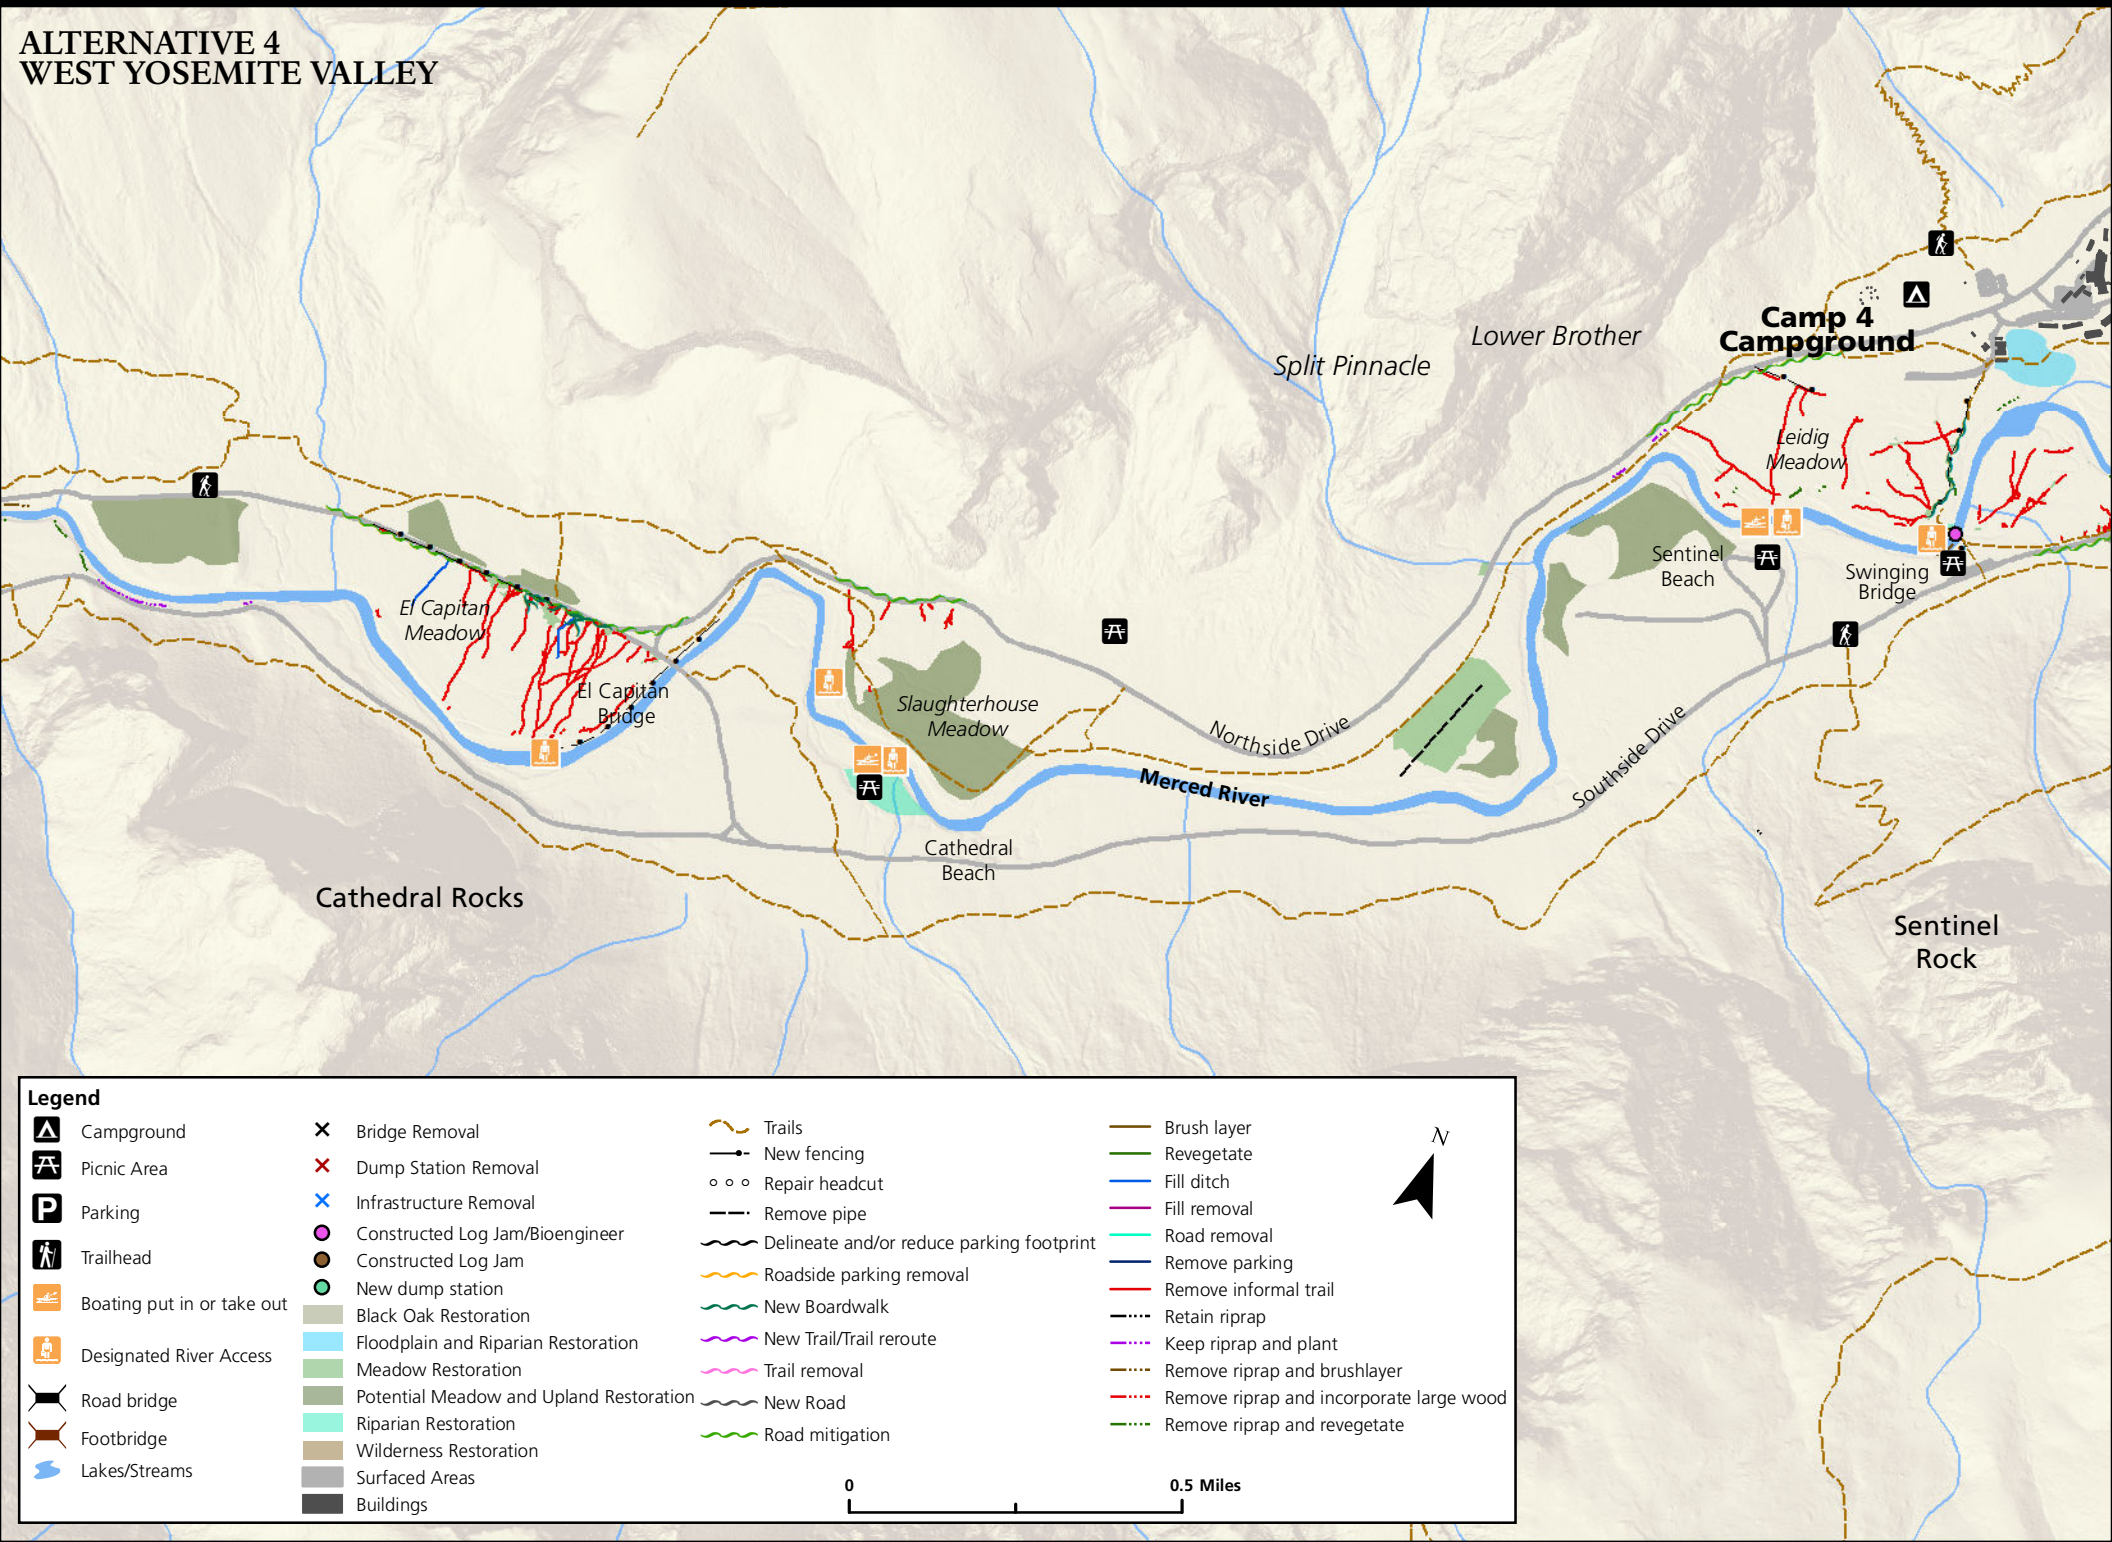 ALTERNATIVE 4
WEST YOSEMITE VALLEY
Lower Brother
Split Pinnacle
Camp 4
Campground
Leidig
Meadow
Sentinel
Beach
Swinging
Bridge
El Capitan
Meadow
El Capitan
Bridge
Slaughterhouse
Meadow
Northside Drive
Southside Drive
Merced River
Cathedral
Beach
Cathedral Rocks
Sentinel
Rock
Legend
Campground
Picnic Area
P
Parking
Trailhead
Boating put in or take out
Designated River Access
Road bridge
Footbridge
Lakes/Streams
Bridge Removal
Dump Station Removal
Infrastructure Removal
Constructed Log Jam/Bioengineer
Constructed Log Jam
New dump station
Black Oak Restoration
Floodplain and Riparian Restoration
Meadow Restoration
Potential Meadow and Upland Restoration
Riparian Restoration
Wilderness Restoration
Surfaced Areas
Buildings
Trails
New fencing
Repair headcut
Remove pipe
Delineate and/or reduce parking footprint
Roadside parking removal
New Boardwalk
New Trail/Trail reroute
Trail removal
New Road
Road mitigation
Brush layer
Revegetate
Fill ditch
Fill removal
Road removal
Remove parking
Remove informal trail
Retain riprap
Keep riprap and plant
Remove riprap and brushlayer
Remove riprap and incorporate large wood
Remove riprap and revegetate
N
0 0.5 Miles